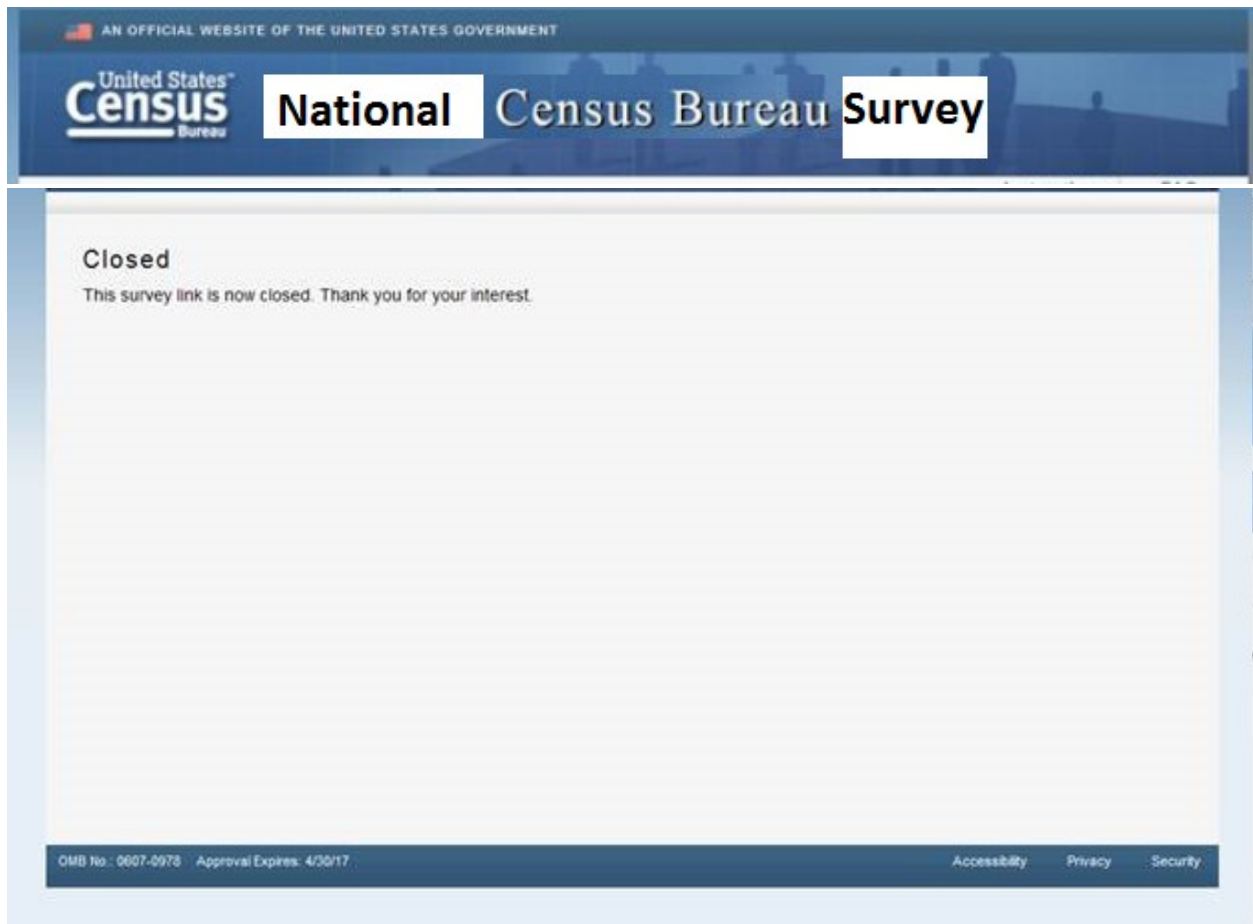 AN OFFICIAL WEBSITE OF THE UNITED STATES GOVERNMENT
United States™
Census
Bureau
National Census Bureau Survey
Closed
This survey link is now closed. Thank you for your interest.
OMB No.: 0607-0978 Approval Expires: 4/30/17 Accessibility Privacy Security